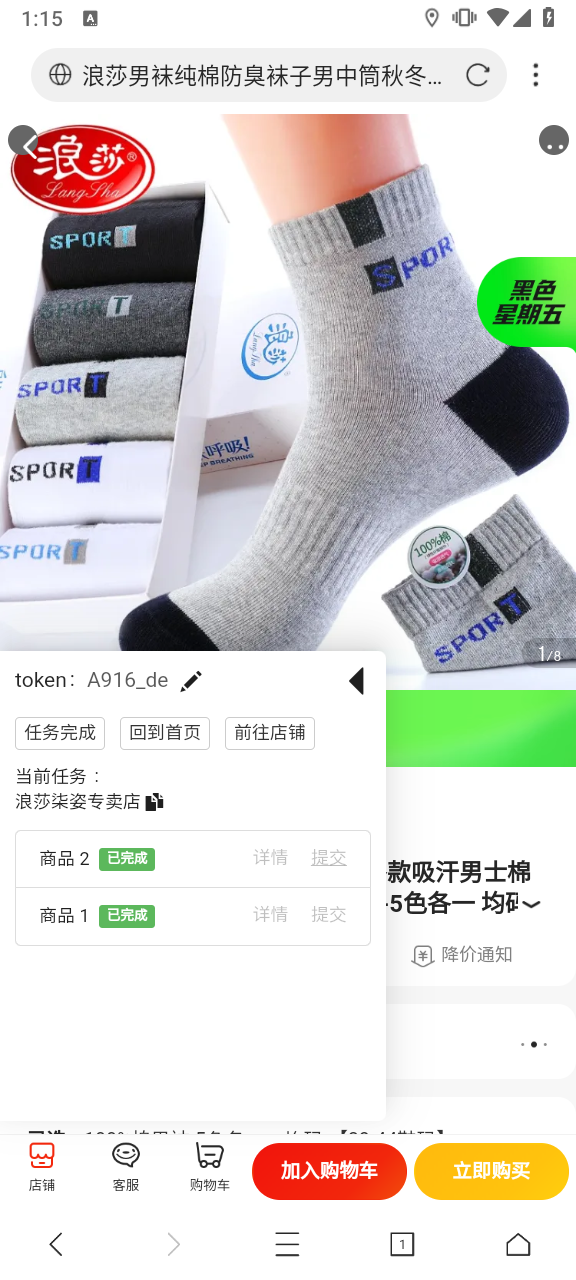 1:15 A
浪莎男袜纯棉防臭袜子男中筒秋冬…
浪莎®
LangSha
SPORT
SPORT
SPORT
SPORT
SPORT
SPORT
LangSha
浪莎
呼吸!
P BREATHING
黑色
星期五
100%棉
SPORT
1/8
token： A916_de
任务完成 回到首页 前往店铺
当前任务：
浪莎柒姿专卖店
商品 2 已完成 详情 提交
商品 1 已完成 详情 提交
款吸汗男士棉
5色各一 均码
降价通知
店铺 客服 购物车 加入购物车 立即购买
1